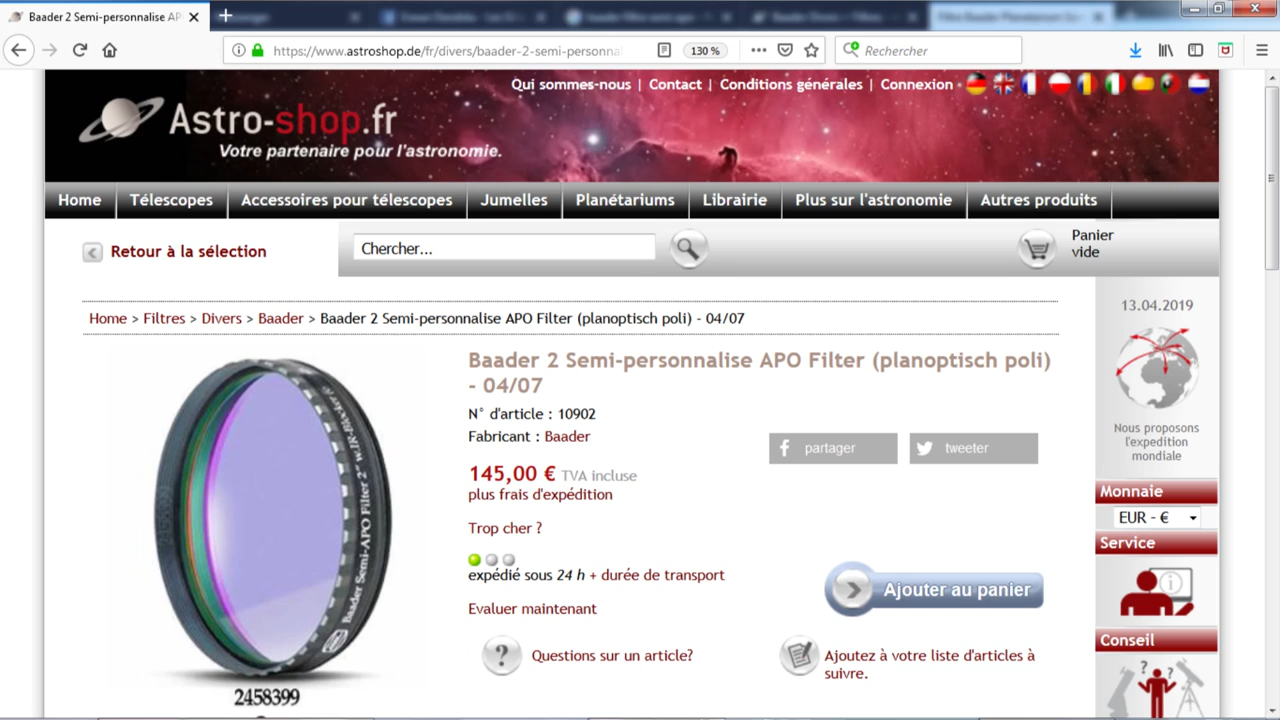 Baader 2 Semi-personnalise AP
https://www.astroshop.de/fr/divers/baader-2-semi-personna
130 %
Rechercher
Qui sommes-nous | Contact | Conditions générales | Connexion
Astro-shop.fr
Votre partenaire pour l'astronomie.
Home
Télescopes
Accessoires pour télescopes
Jumelles
Planétariums
Librairie
Plus sur l'astronomie
Autres produits
Retour à la sélection
Chercher...
Panier
vide
Home > Filtres > Divers > Baader > Baader 2 Semi-personnalise APO Filter (planoptisch poli) - 04/07
13.04.2019
Nous proposons
l'expedition
mondiale
Baader 2 Semi-personnalise APO Filter (planoptisch poli)
- 04/07
N° d'article : 10902
Fabricant : Baader
partager
tweeter
145,00 € TVA incluse
plus frais d'expédition
Trop cher ?
expédié sous 24 h + durée de transport
Evaluer maintenant
Ajouter au panier
Questions sur un article?
Ajoutez à votre liste d'articles à
suivre.
Baader Semi-APO Filter 2" w.IR-Blocker
2458399
Monnaie
EUR - €
Service
Conseil